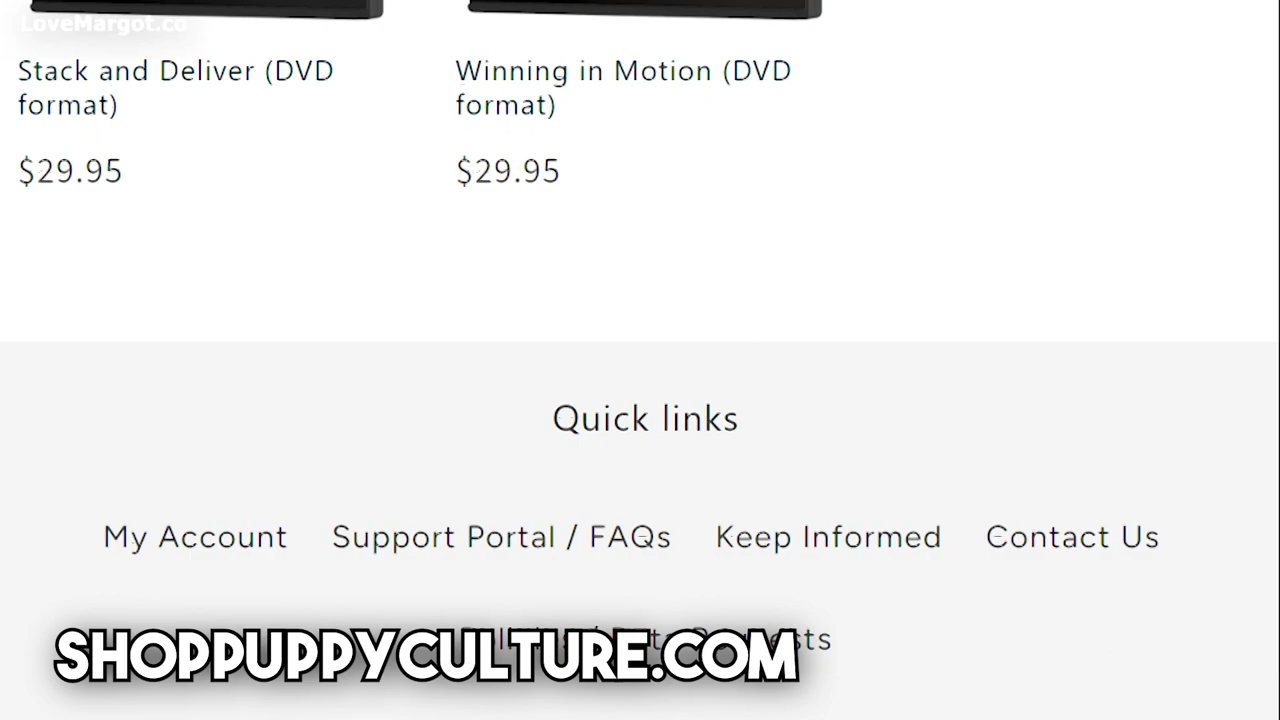 LoveMargot.co
Stack and Deliver (DVD
format)
$29.95
Winning in Motion (DVD
format)
$29.95
Quick links
My Account Support Portal / FAQs Keep Informed Contact Us
SHOPPUPPYCULTURE.COM